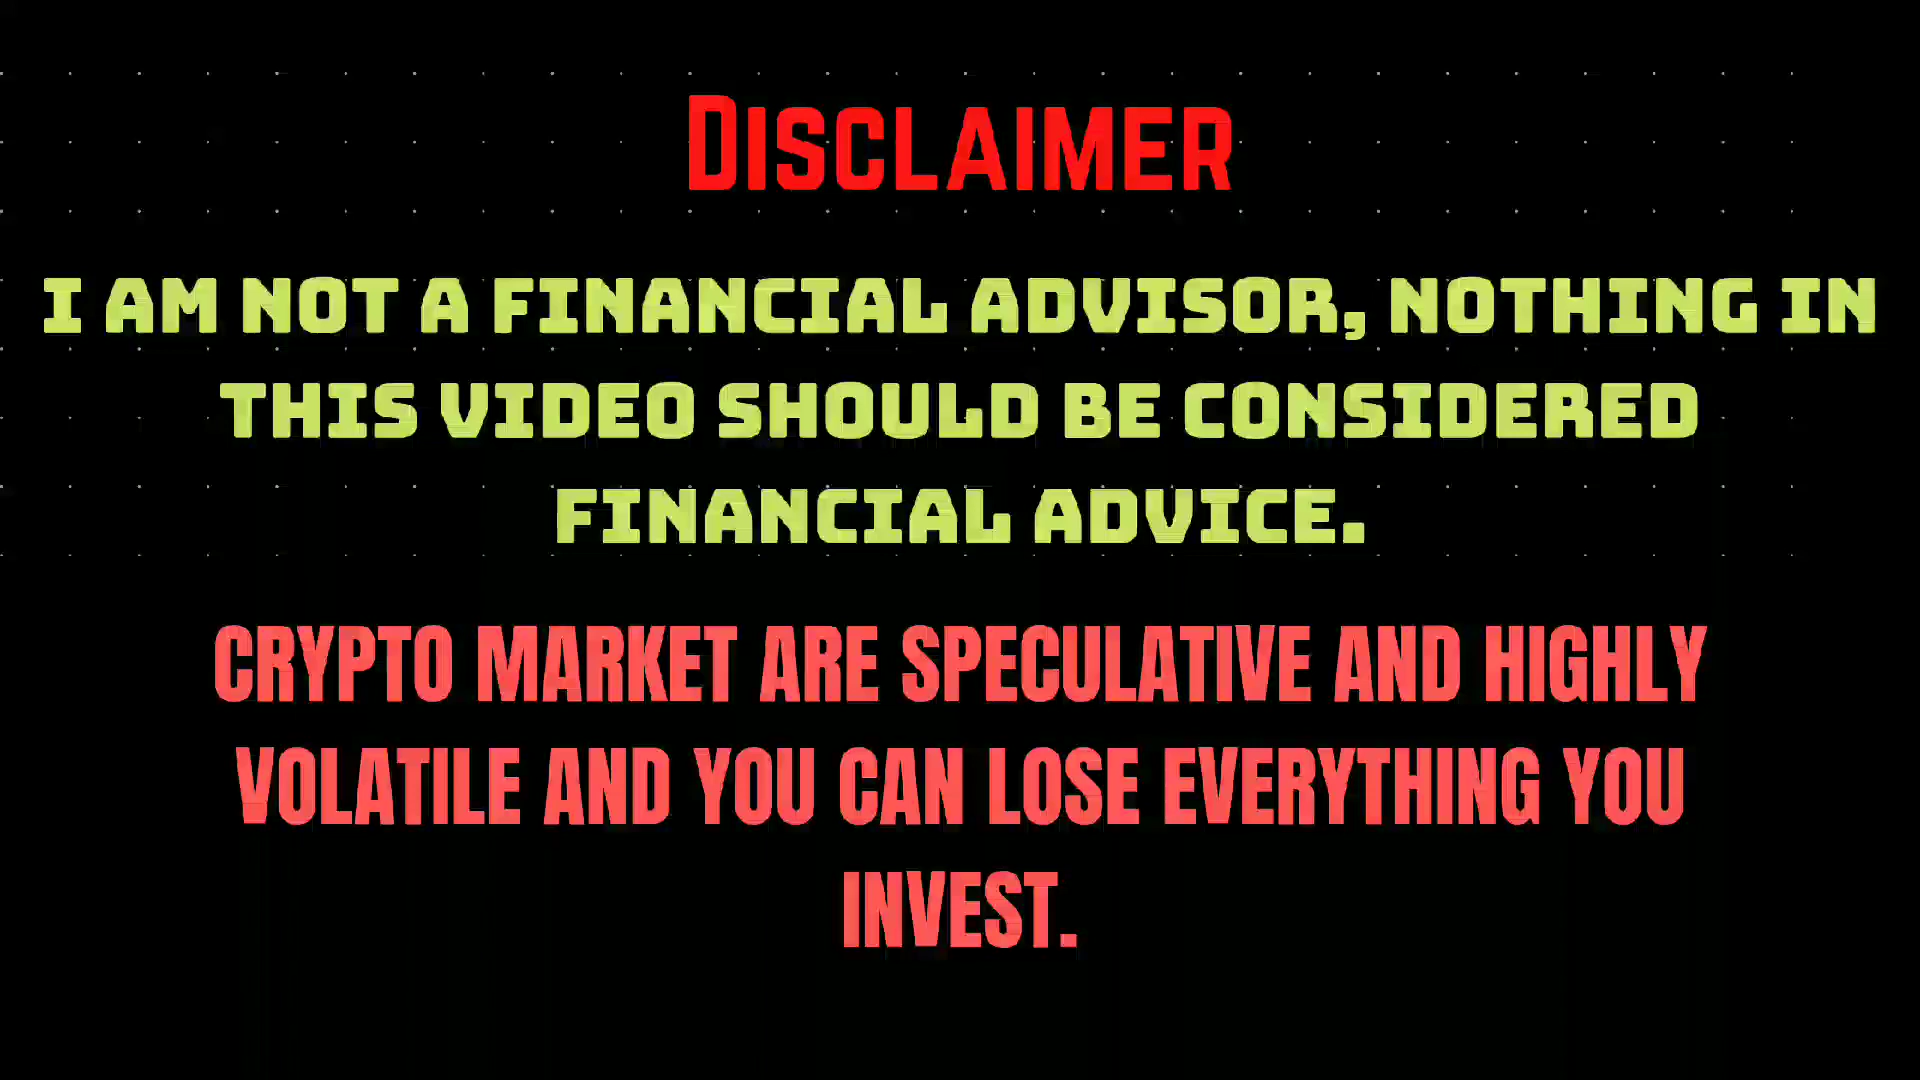 DISCLAIMER
I AM NOT A FINANCIAL ADVISOR, NOTHING IN
THIS VIDEO SHOULD BE CONSIDERED
FINANCIAL ADVICE.
CRYPTO MARKET ARE SPECULATIVE AND HIGHLY
VOLATILE AND YOU CAN LOSE EVERYTHING YOU
INVEST.